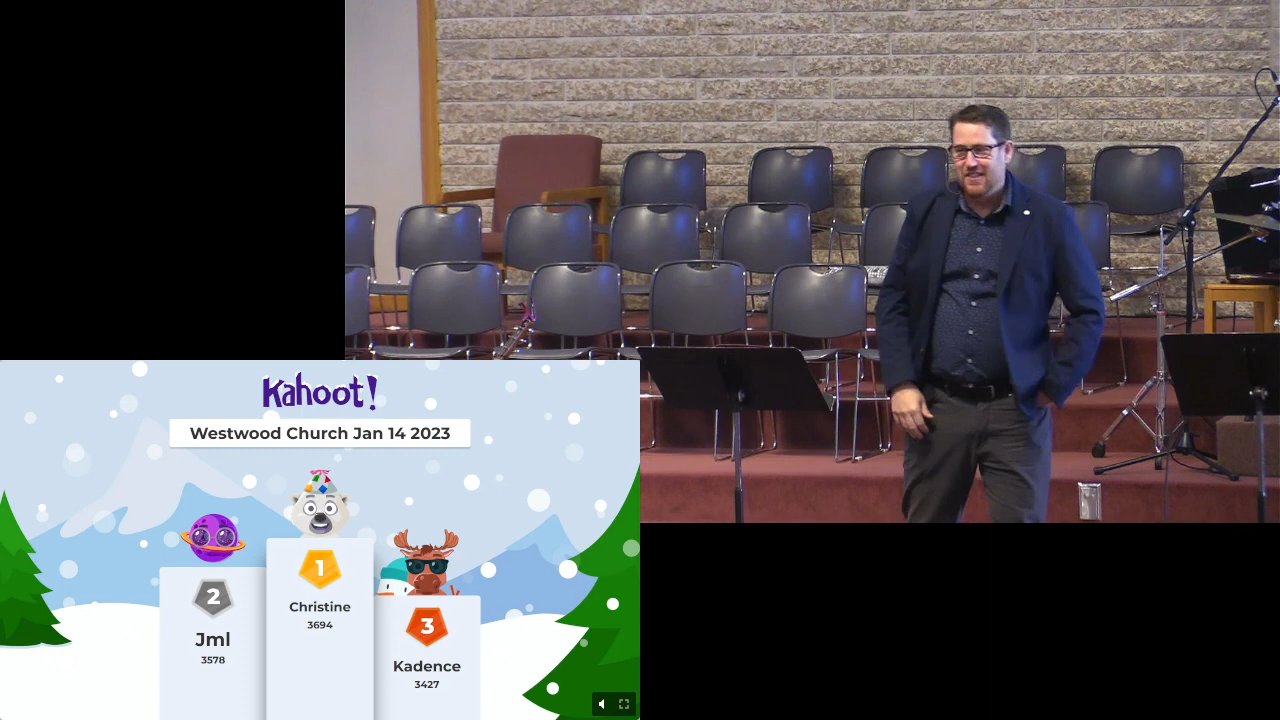 Kahoot!
Westwood Church Jan 14 2023
1
Christine
3694
2
Jml
3578
3
Kadence
3427